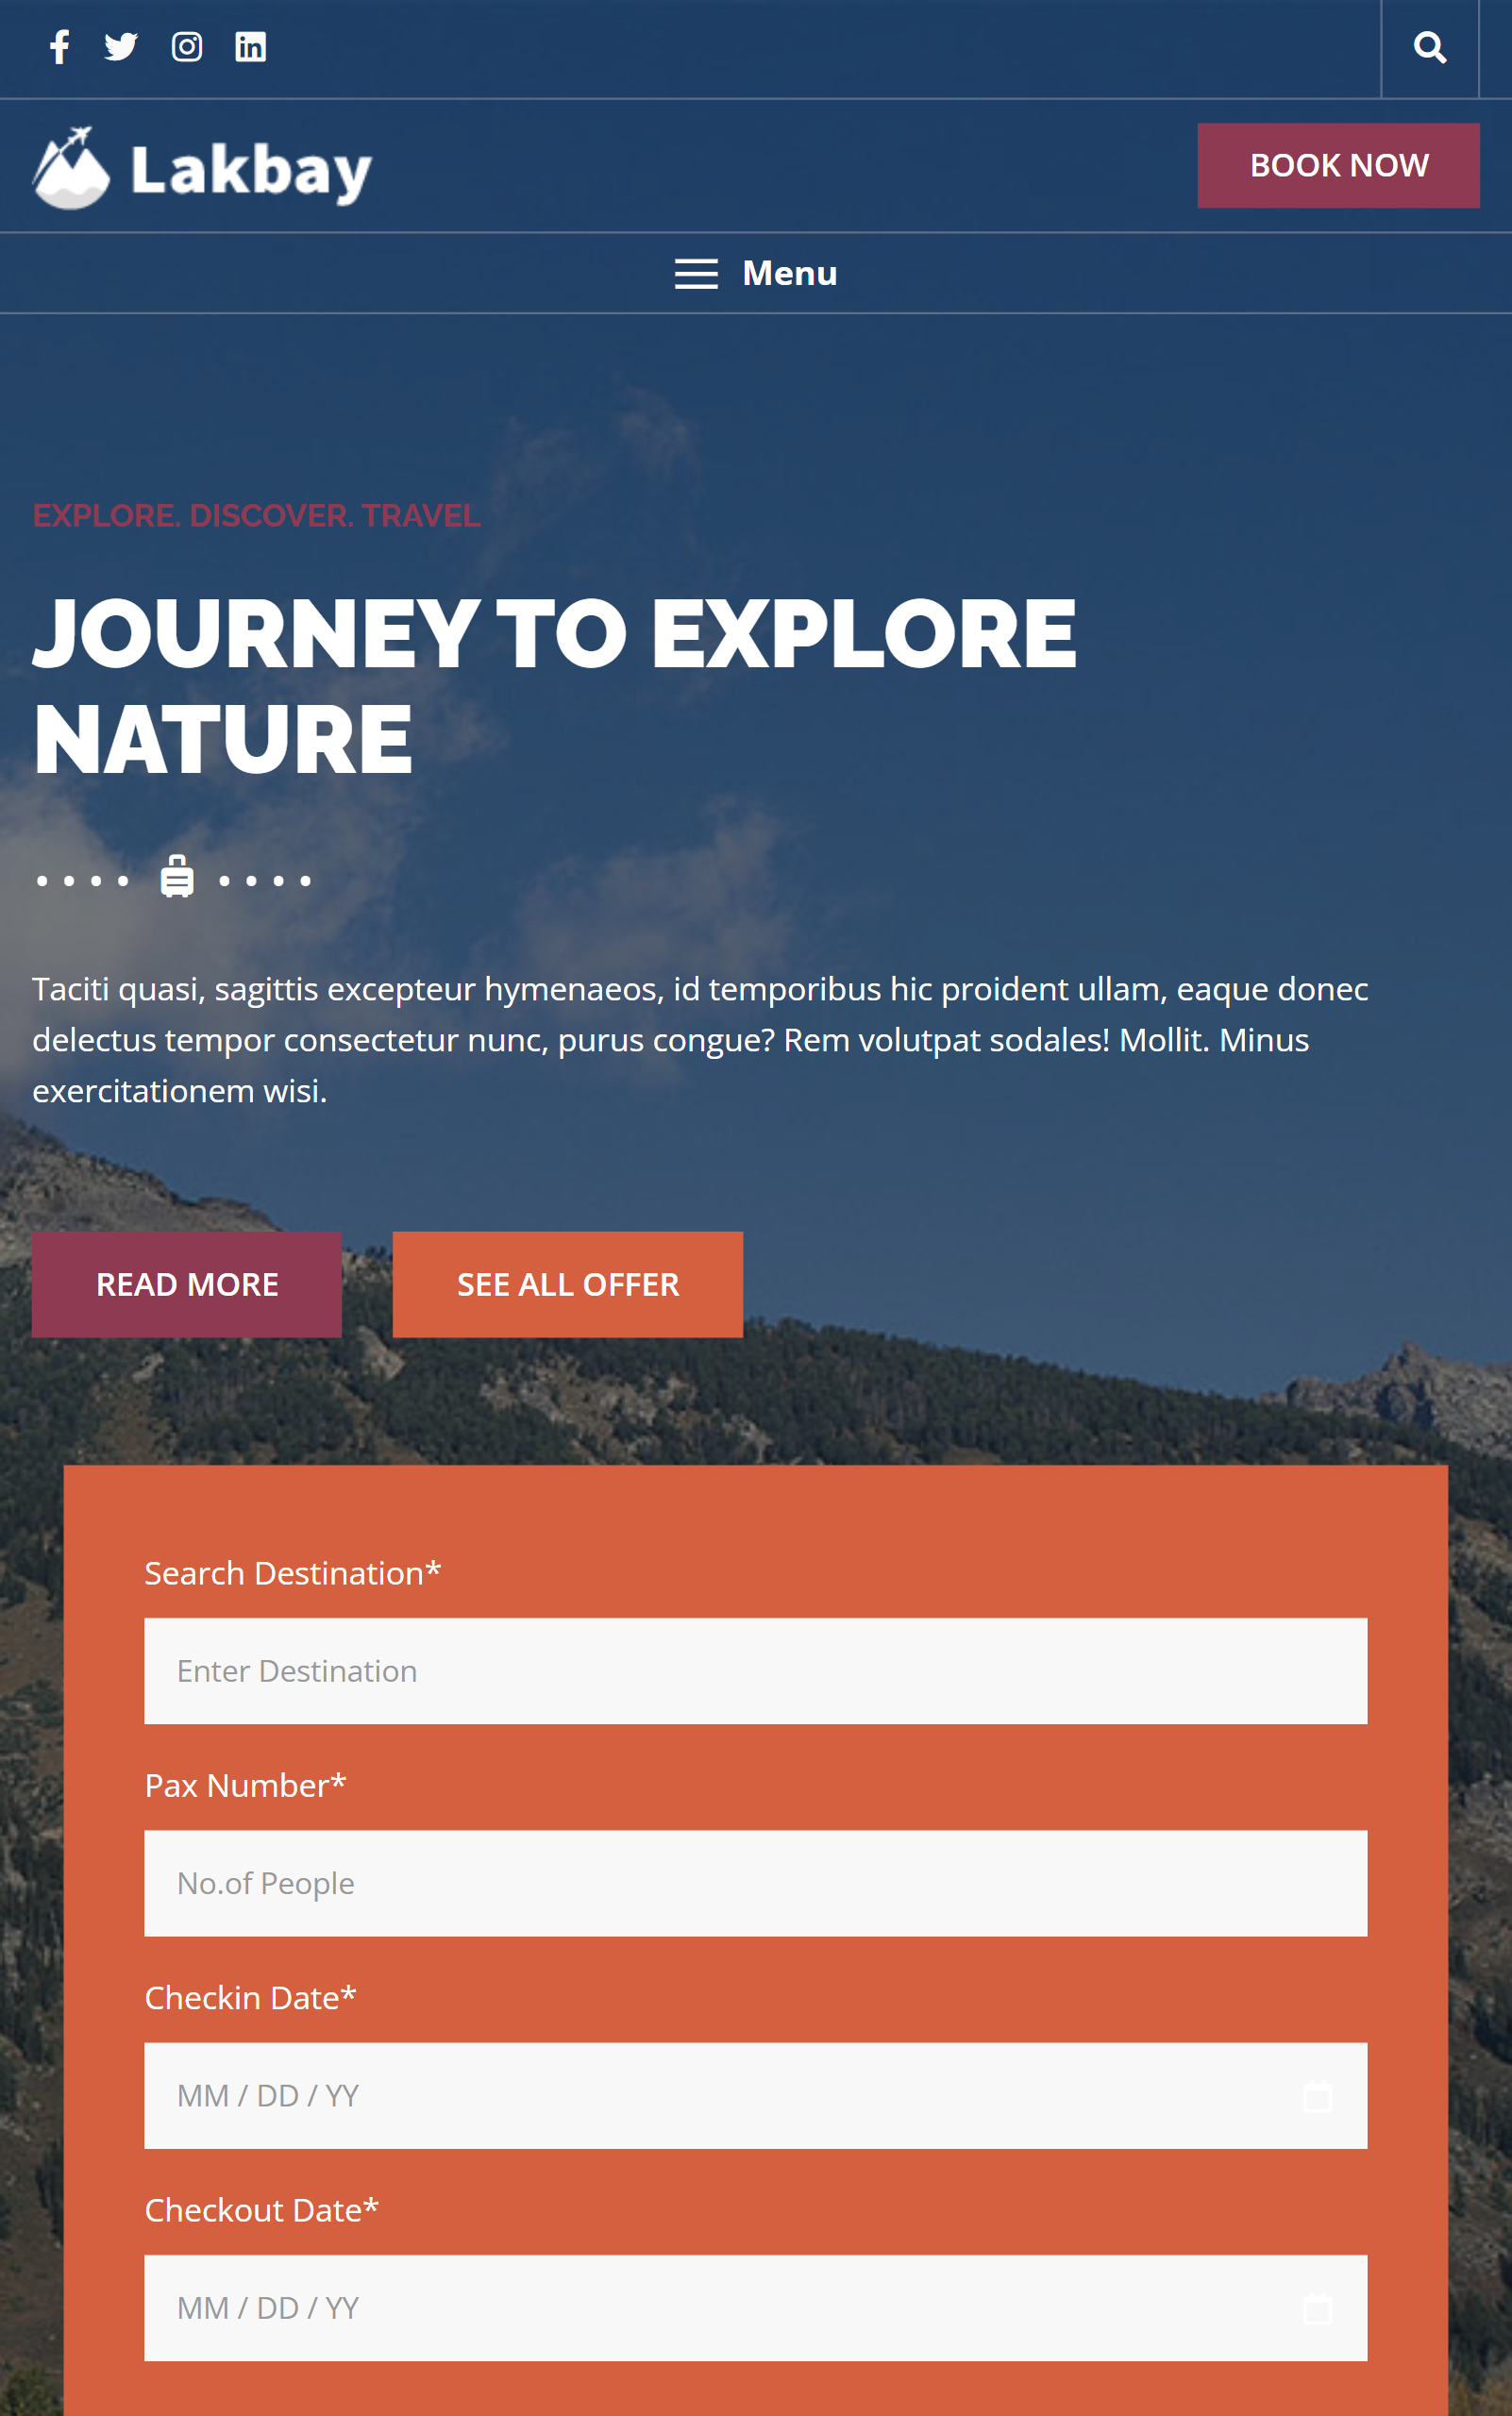 Lakbay
BOOK NOW
Menu
EXPLORE. DISCOVER. TRAVEL
JOURNEY TO EXPLORE
NATURE
Taciti quasi, sagittis excepteur hymenaeos, id temporibus hic proident ullam, eaque donec
delectus tempor consectetur nunc, purus congue? Rem volutpat sodales! Mollit. Minus
exercitationem wisi.
READ MORE
SEE ALL OFFER
Search Destination*
Enter Destination
Pax Number*
No.of People
Checkin Date*
MM / DD / YY
Checkout Date*
MM / DD / YY